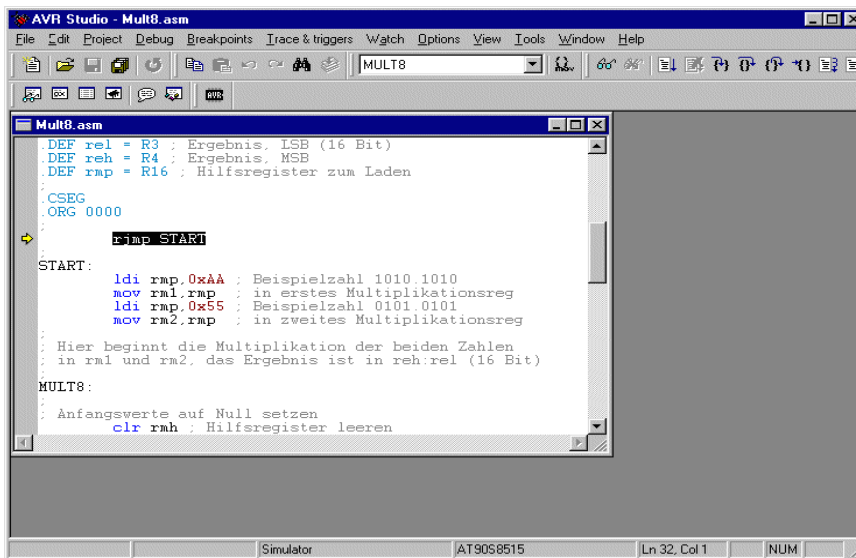 AVR Studio - Mult8.asm
File Edit Project Debug Breakpoints Trace & triggers Watch Options View Tools Window Help
MULT8
AVR
Mult8.asm
.DEF rel = R3 ; Ergebnis, LSB (16 Bit)
.DEF reh = R4 ; Ergebnis, MSB
.DEF rmp = R16 ; Hilfsregister zum Laden
;
.CSEG
.ORG 0000
;
rjmp START
;
START:
ldi rmp,0xAA ; Beispielzahl 1010.1010
mov rm1,rmp ; in erstes Multiplikationsreg
ldi rmp,0x55 ; Beispielzahl 0101.0101
mov rm2,rmp ; in zweites Multiplikationsreg
;
; Hier beginnt die Multiplikation der beiden Zahlen
; in rm1 und rm2, das Ergebnis ist in reh:rel (16 Bit)
;
MULT8:
;
; Anfangswerte auf Null setzen
clr rmh ; Hilfsregister leeren
Simulator AT90S8515 Ln 32, Col 1 NUM